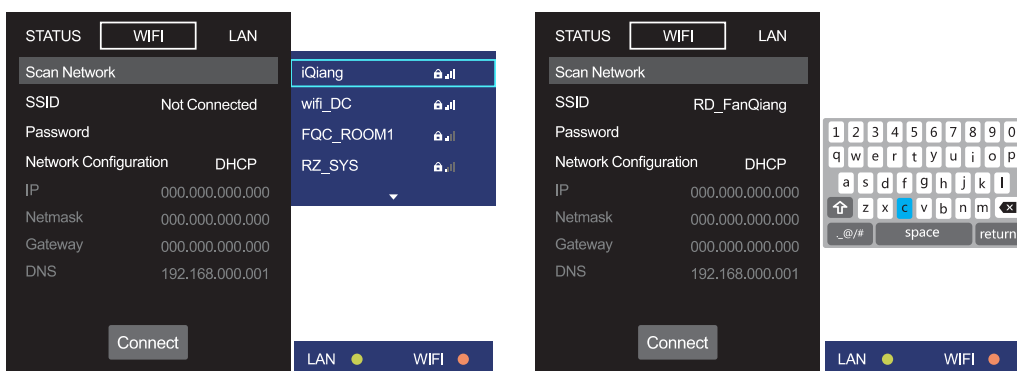 STATUS WIFI LAN
Scan Network
SSID Not Connected
Password
Network Configuration DHCP
IP 000.000.000.000
Netmask 000.000.000.000
Gateway 000.000.000.000
DNS 192.168.000.001
Connect
iQiang
wifi_DC
FQC_ROOM1
RZ_SYS
LAN WIFI
STATUS WIFI LAN
Scan Network
SSID RD_FanQiang
Password
Network Configuration DHCP
IP 000.000.000.000
Netmask 000.000.000.000
Gateway 000.000.000.000
DNS 192.168.000.001
Connect
1 2 3 4 5 6 7 8 9 0
q w e r t y u i o p
a s d f g h j k l
z x c v b n m
._@/# space return
LAN WIFI